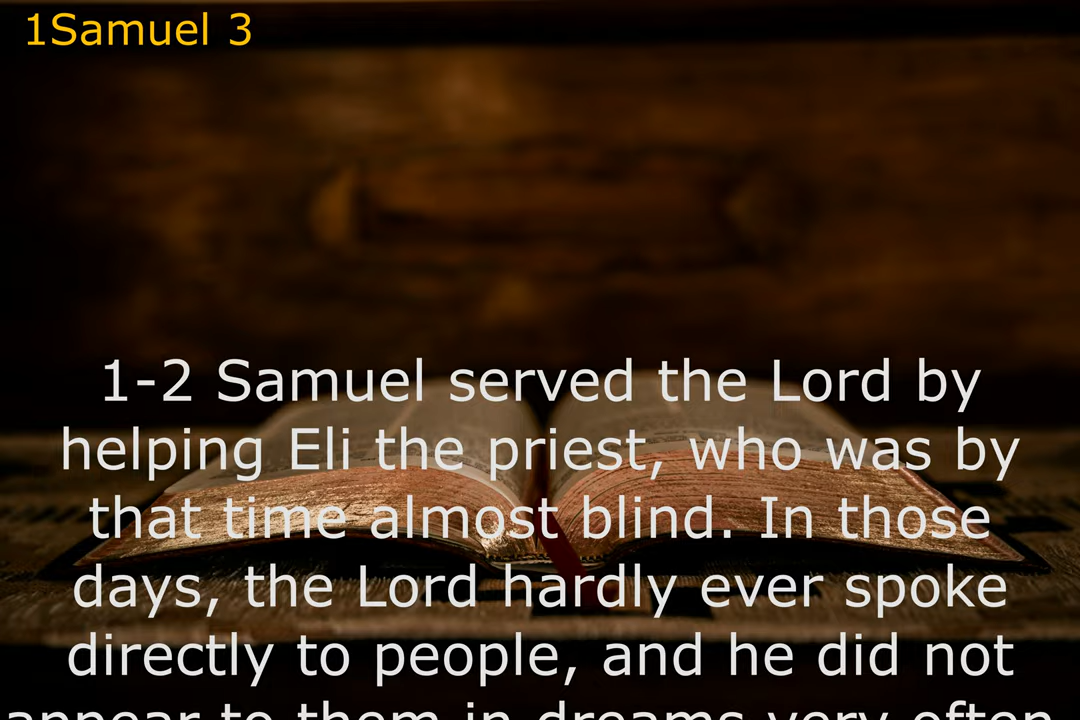 1Samuel 3
1-2 Samuel served the Lord by
helping Eli the priest, who was by
that time almost blind. In those
days, the Lord hardly ever spoke
directly to people, and he did not
appear to them in dreams very often